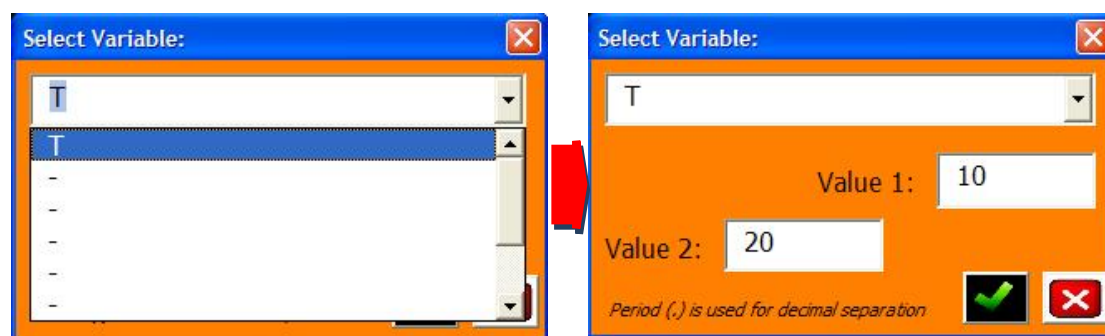 Select Variable:
T
T
-
-
-
-
-
Select Variable:
T
Value 1: 10
Value 2: 20
Period (.) is used for decimal separation